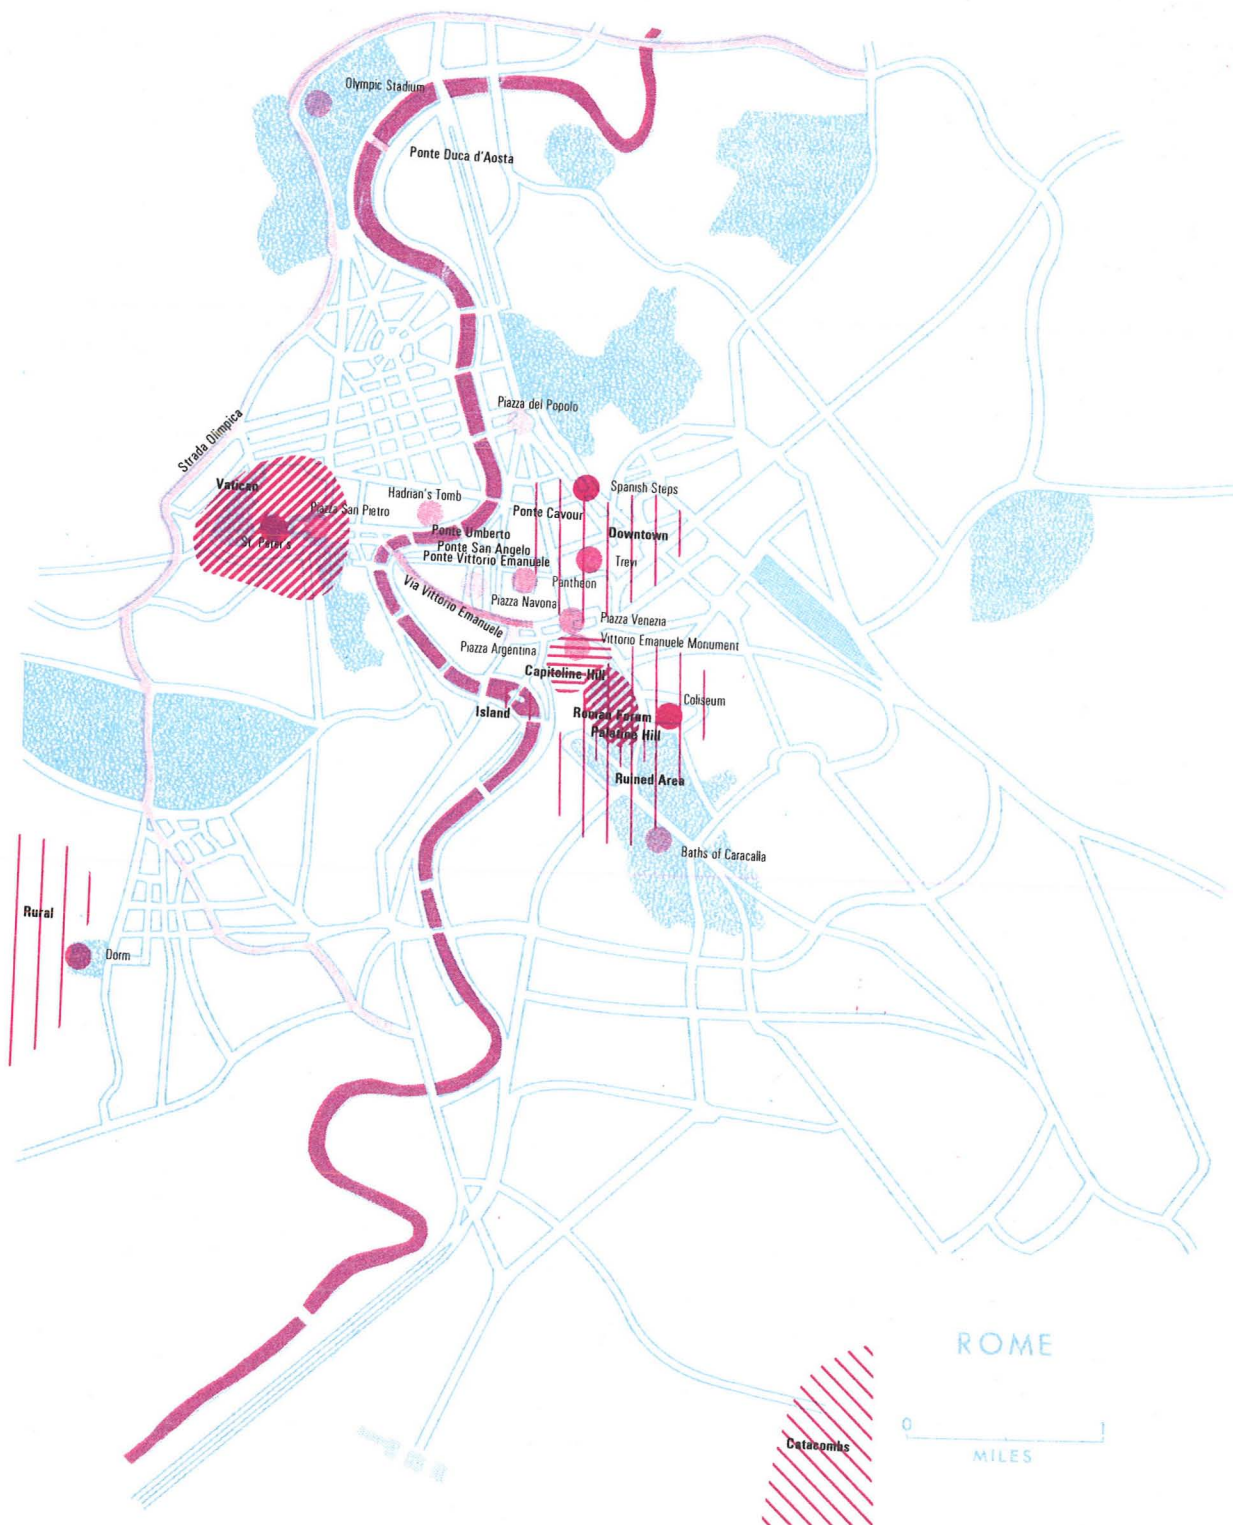 Olympic Stadium
Ponte Duca d'Aosta
Piazza del Popolo
Strada Olimpica
Vatican
Hadrian's Tomb
Spanish Steps
Piazza San Pietro
Ponte Cavour
Ponte Umberto
Downtown
St. Peter's
Ponte San Angelo
Ponte Vittorio Emanuele
Trevi
Pantheon
Via Vittorio Emanuele
Piazza Navona
Piazza Venezia
Vittorio Emanuele Monument
Piazza Argentina
Capitoline Hill
Coliseum
Island
Roman Forum
Palatine Hill
Ruined Area
Baths of Caracalla
Rural
Dorm
ROME
0 1
MILES
Catacombs